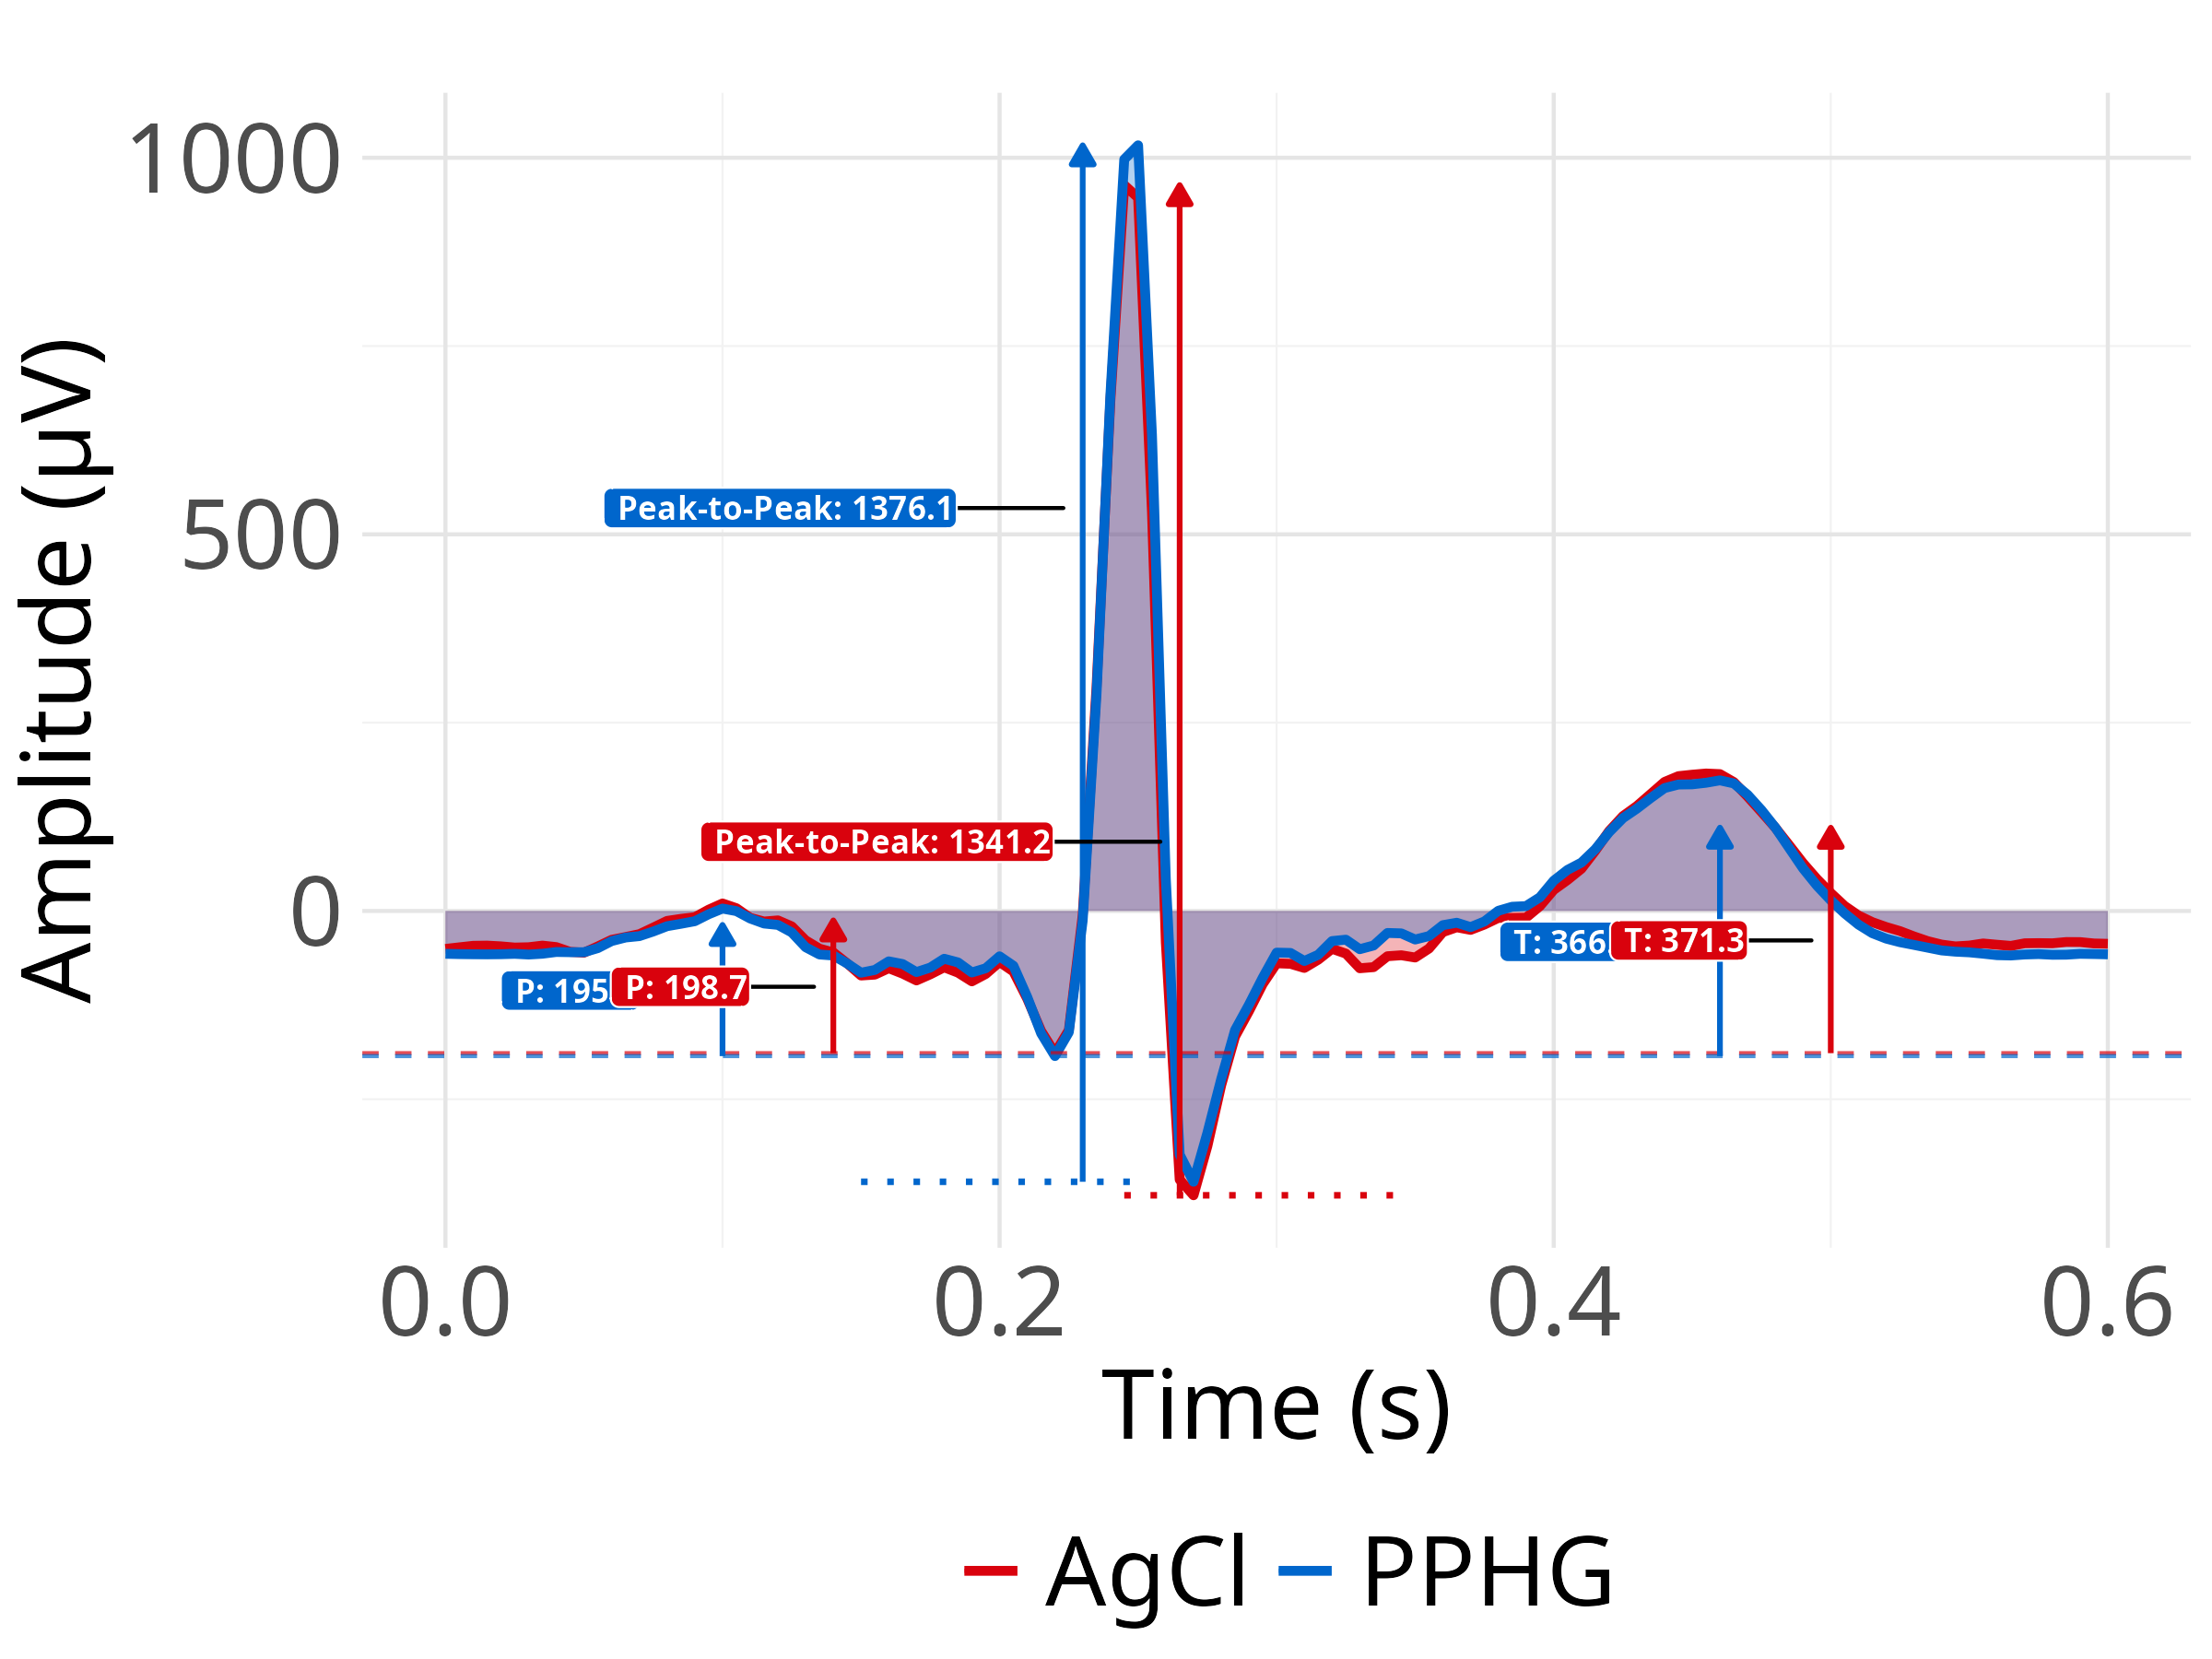 1000
500
0
Amplitude (µV)
Peak-to-Peak: 1376.1
Peak-to-Peak: 1341.2
P: 195
P: 198.7
T: 366
T: 371.3
0.0 0.2 0.4 0.6
Time (s)
AgCl PPHG